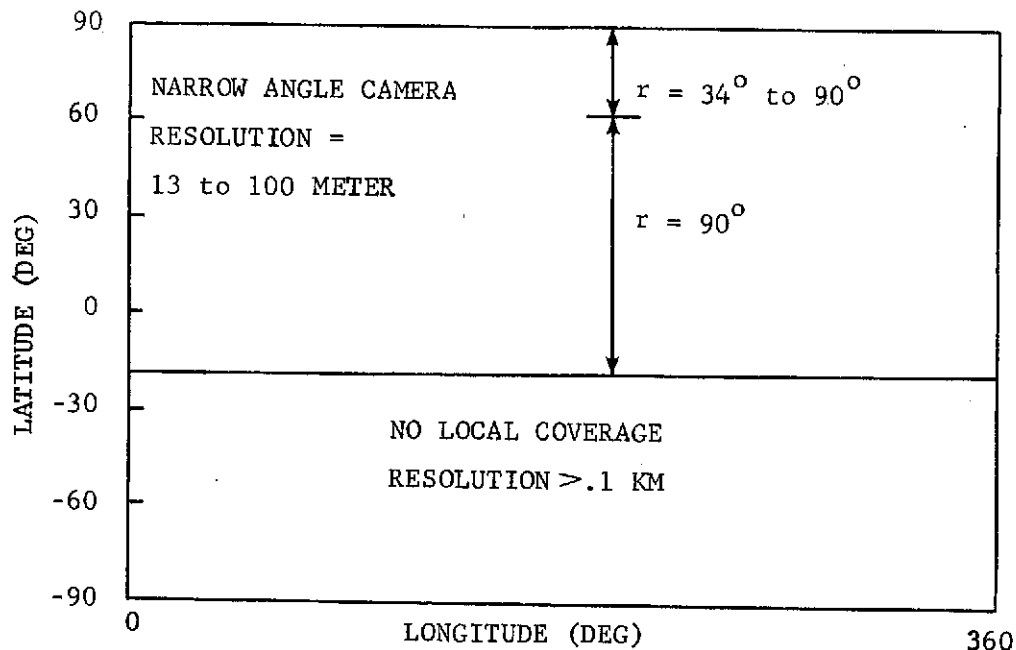 90
60
30
0
-30
-60
-90
LATITUDE (DEG)
NARROW ANGLE CAMERA
RESOLUTION =
13 to 100 METER
r = 34° to 90°
r = 90°
NO LOCAL COVERAGE
RESOLUTION >.1 KM
0
LONGITUDE (DEG)
360